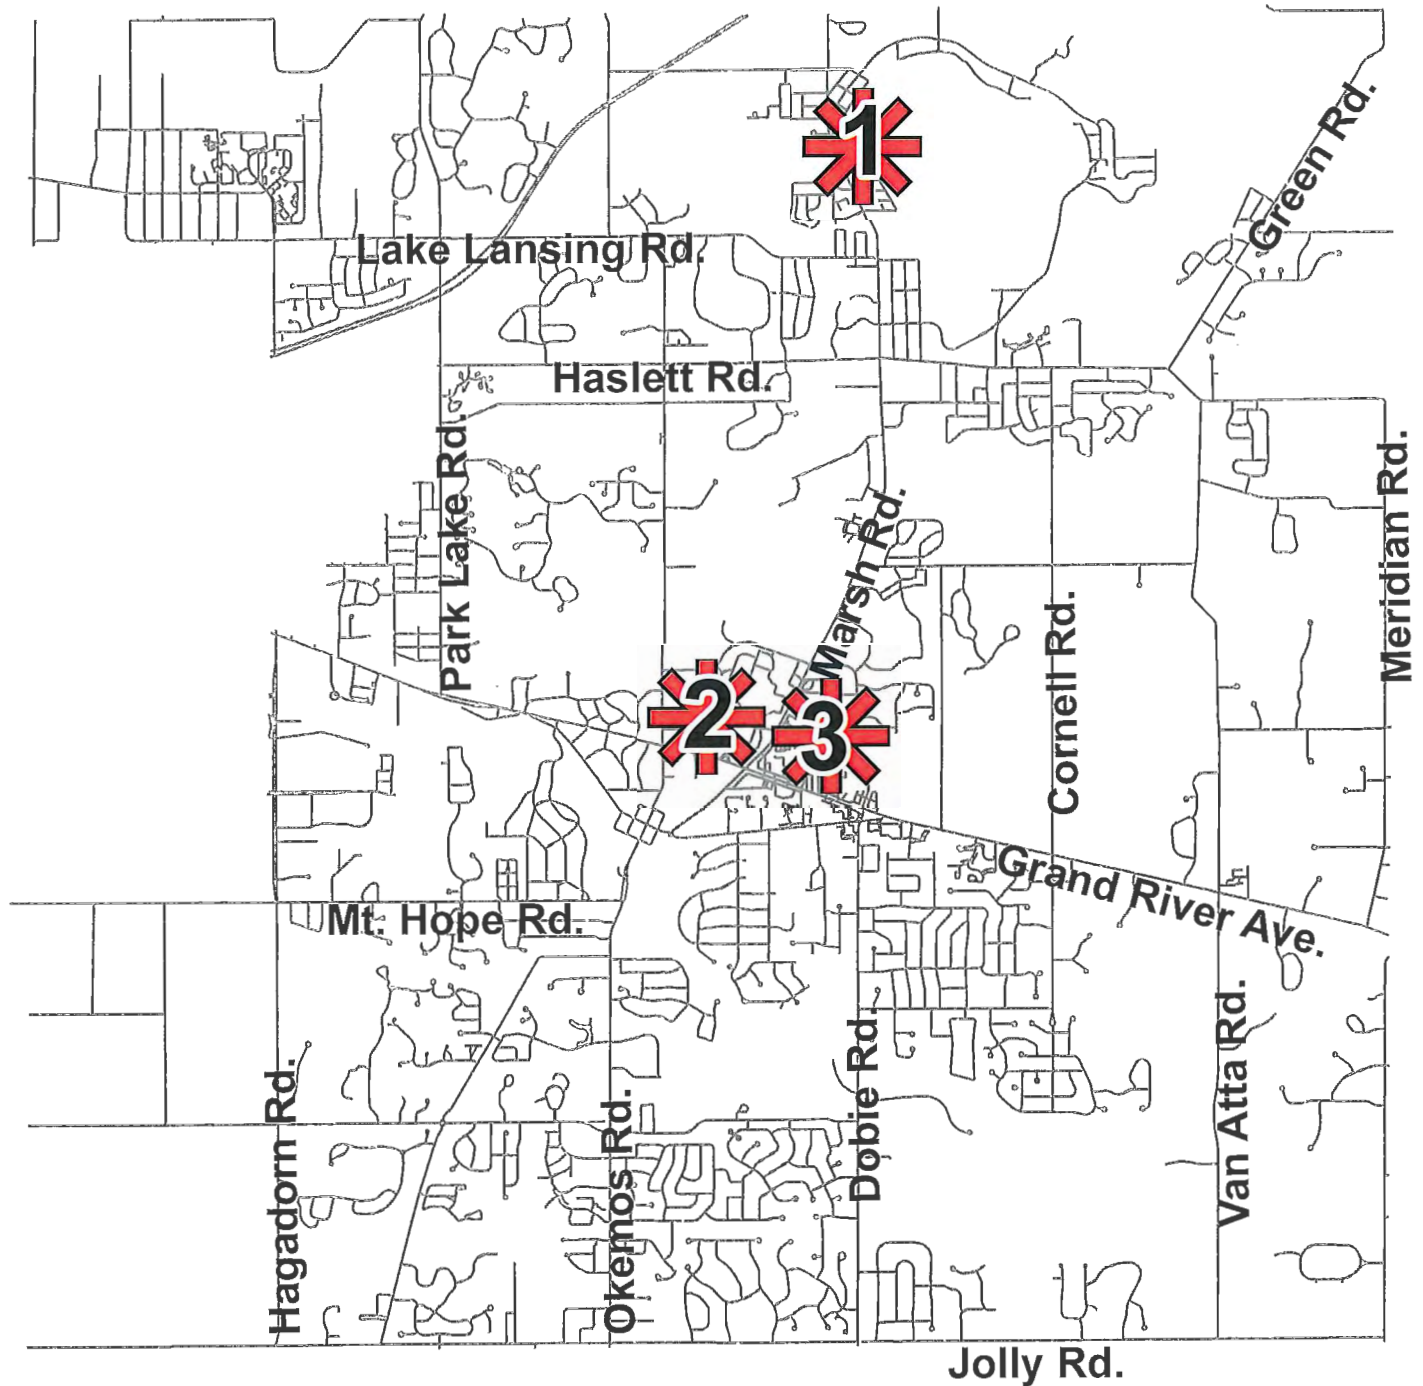 1
Green Rd.
Lake Lansing Rd.
Haslett Rd.
Park Lake Rd.
Marsh Rd.
Meridian Rd.
Cornell Rd.
2
3
Grand River Ave.
Mt. Hope Rd.
Hagadorn Rd.
Okemos Rd.
Dobie Rd.
Van Atta Rd.
Jolly Rd.